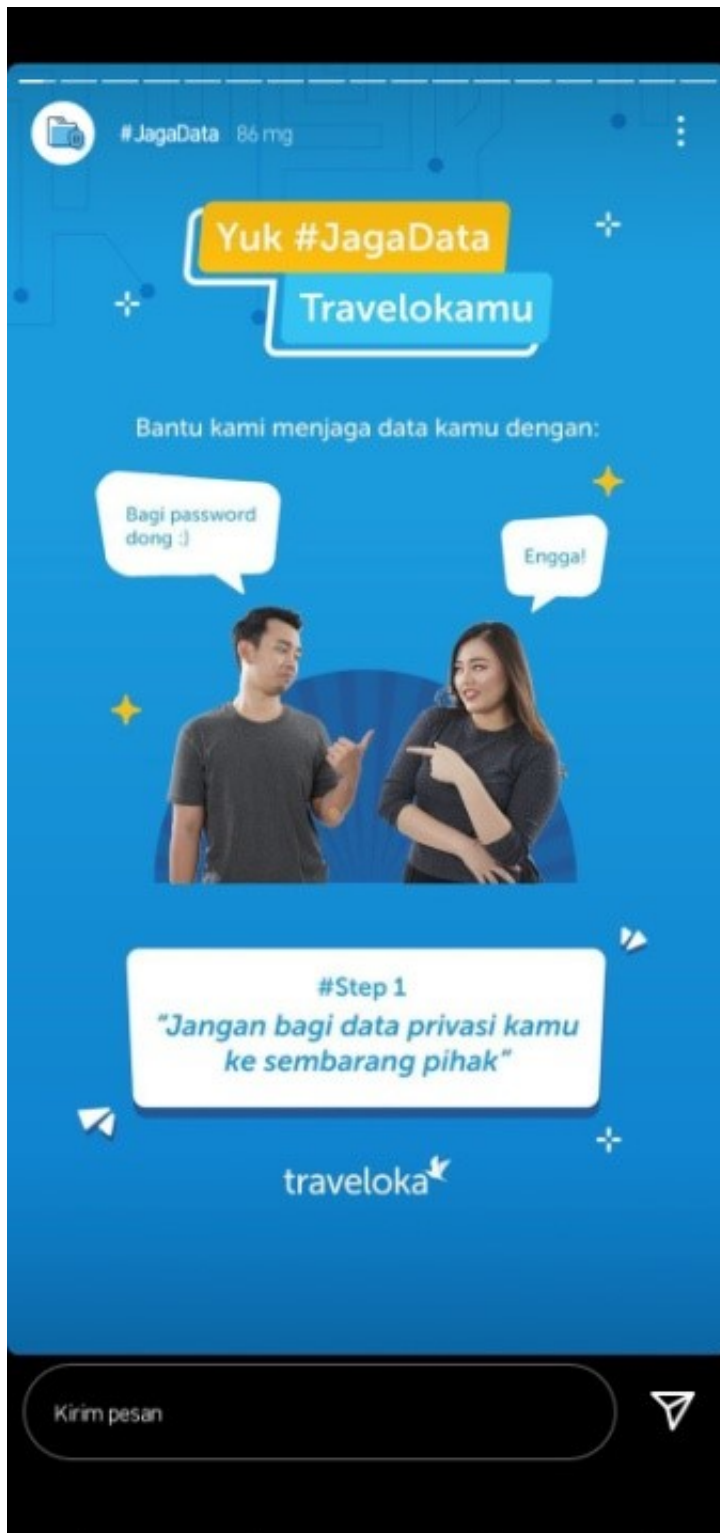 #JagaData 86 mg
Yuk #JagaData
Travelokamu
Bantu kami menjaga data kamu dengan:
Bagi password
dong :)
Engga!
#Step 1
"Jangan bagi data privasi kamu
ke sembarang pihak"
traveloka
Kirim pesan